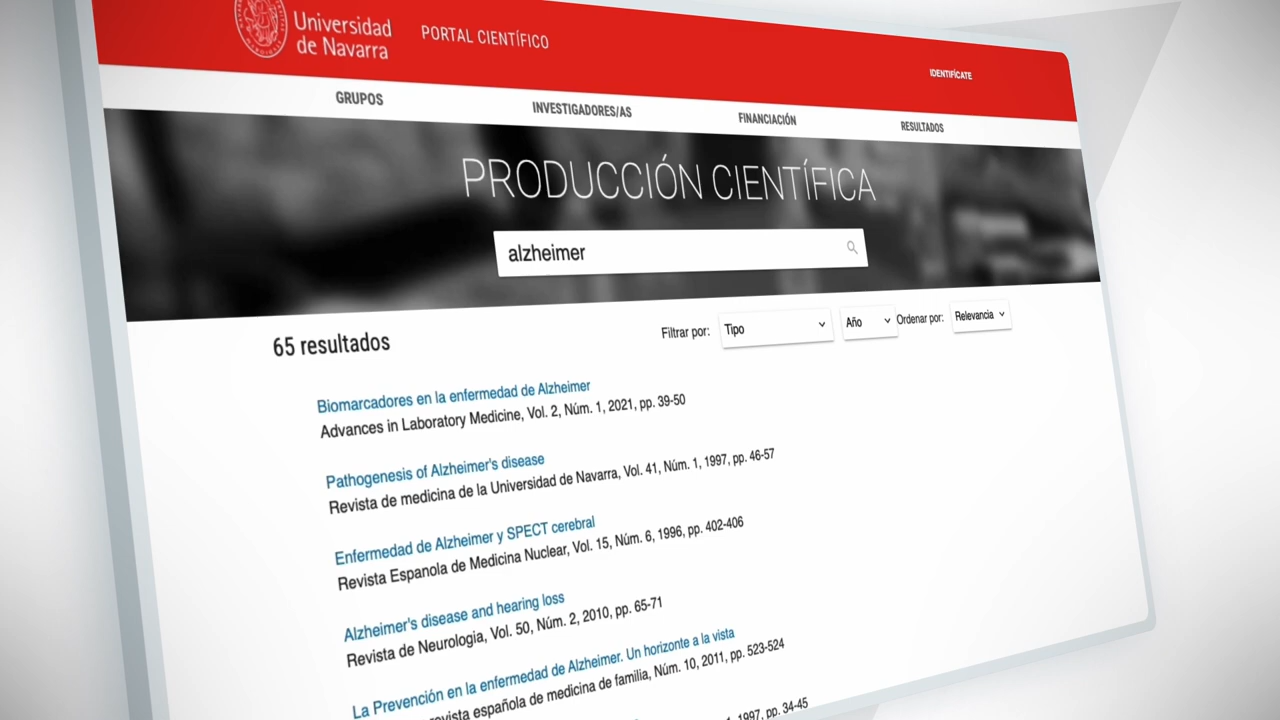 Universidad
de Navarra
PORTAL CIENTÍFICO
IDENTIFÍCATE
GRUPOS
INVESTIGADORES/AS
FINANCIACIÓN
RESULTADOS
PRODUCCIÓN CIENTÍFICA
alzheimer
65 resultados
Filtrar por:
Tipo
Año
Ordenar por:
Relevancia
Biomarcadores en la enfermedad de Alzheimer
Advances in Laboratory Medicine, Vol. 2, Núm. 1, 2021, pp. 39-50
Pathogenesis of Alzheimer's disease
Revista de medicina de la Universidad de Navarra, Vol. 41, Núm. 1, 1997, pp. 46-57
Enfermedad de Alzheimer y SPECT cerebral
Revista Espanola de Medicina Nuclear, Vol. 15, Núm. 6, 1996, pp. 402-406
Alzheimer's disease and hearing loss
Revista de Neurologia, Vol. 50, Núm. 2, 2010, pp. 65-71
La Prevención en la enfermedad de Alzheimer. Un horizonte a la vista
española de medicina de familia, Núm. 10, 2011, pp. 523-524
1997, pp. 34-45